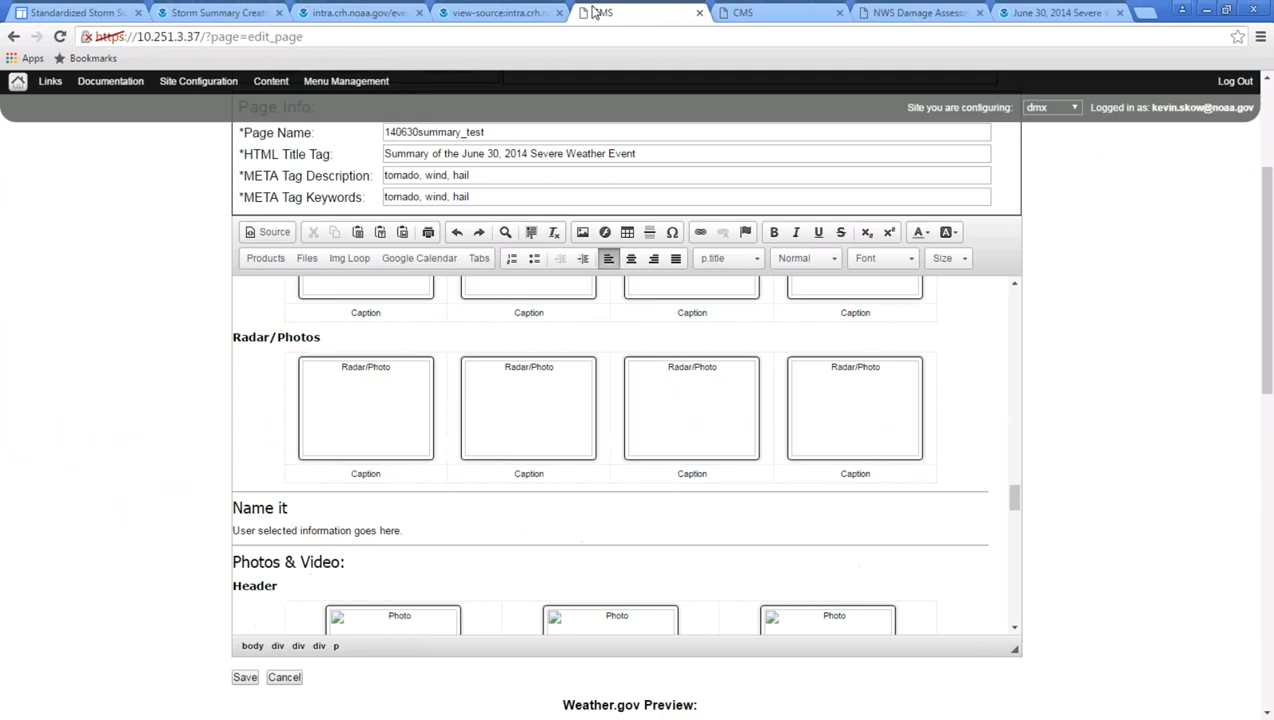 Standardized Storm Su
Storm Summary Creat
intra.crh.noaa.gov/eve
view-source:intra.crh.n
CMS
CMS
NWS Damage Assessm
June 30, 2014 Severe W
https://10.251.3.37/?page=edit_page
Apps Bookmarks
Links Documentation Site Configuration Content Menu Management Log Out
Page Info: Site you are configuring: dmx Logged in as: kevin.skow@noaa.gov
*Page Name: 140630summary_test
*HTML Title Tag: Summary of the June 30, 2014 Severe Weather Event
*META Tag Description: tornado, wind, hail
*META Tag Keywords: tornado, wind, hail
Source B I U S
Products Files Img Loop Google Calendar Tabs p.title Normal Font Size
Caption Caption Caption Caption
Radar/Photos
Radar/Photo Radar/Photo Radar/Photo Radar/Photo
Caption Caption Caption Caption
Name it
User selected information goes here.
Photos & Video:
Header
Photo Photo Photo
body div div div p
Save Cancel
Weather.gov Preview: